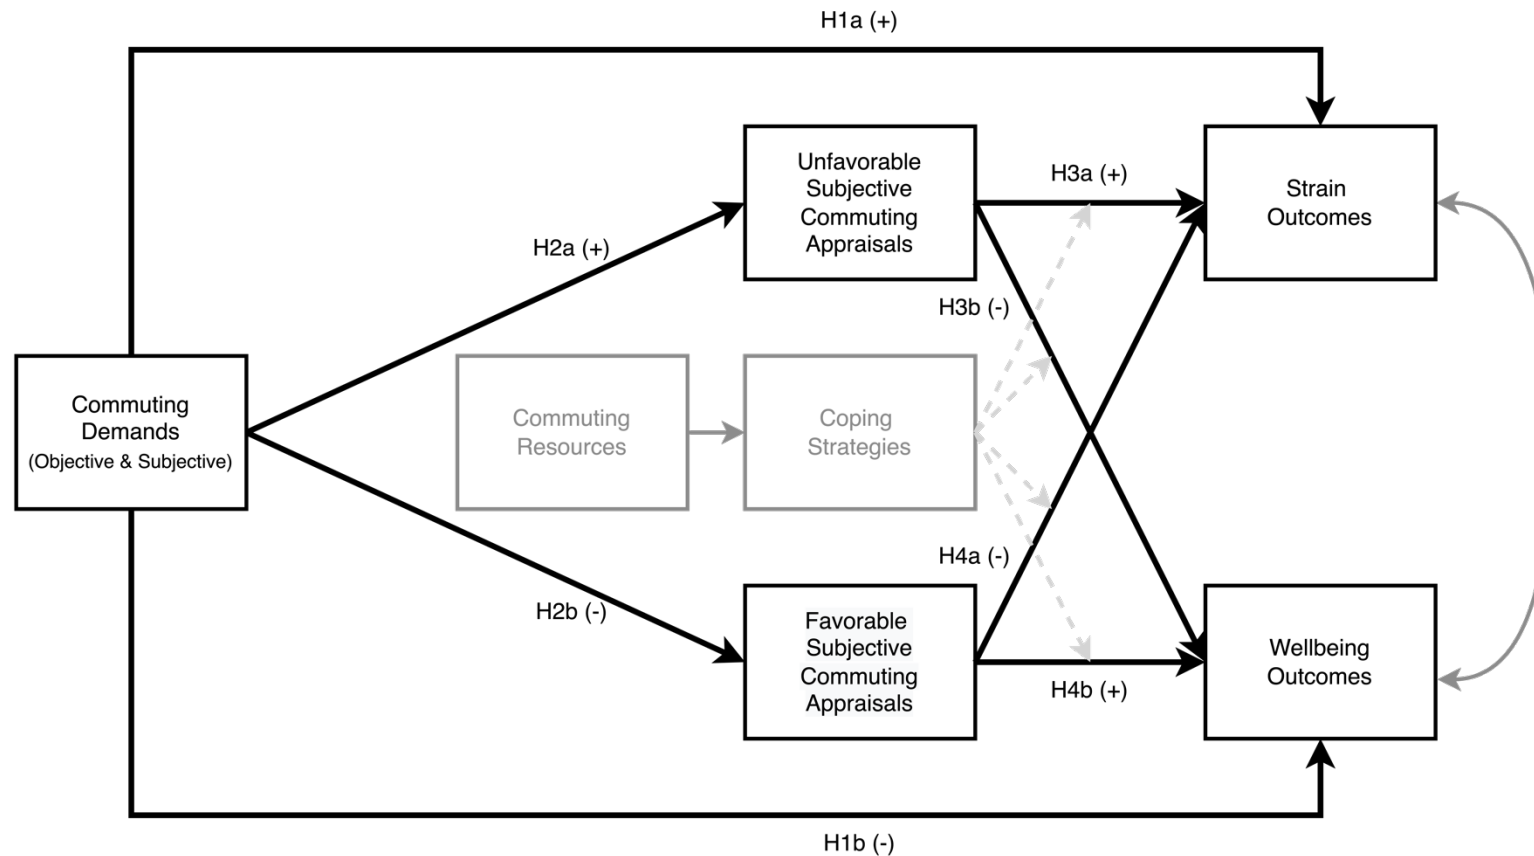 H1a (+)
Unfavorable
Subjective
Commuting
Appraisals
H3a (+)
Strain
Outcomes
H2a (+)
H3b (-)
Commuting
Demands
(Objective & Subjective)
Commuting
Resources
Coping
Strategies
H4a (-)
H2b (-)
Favorable
Subjective
Commuting
Appraisals
H4b (+)
Wellbeing
Outcomes
H1b (-)